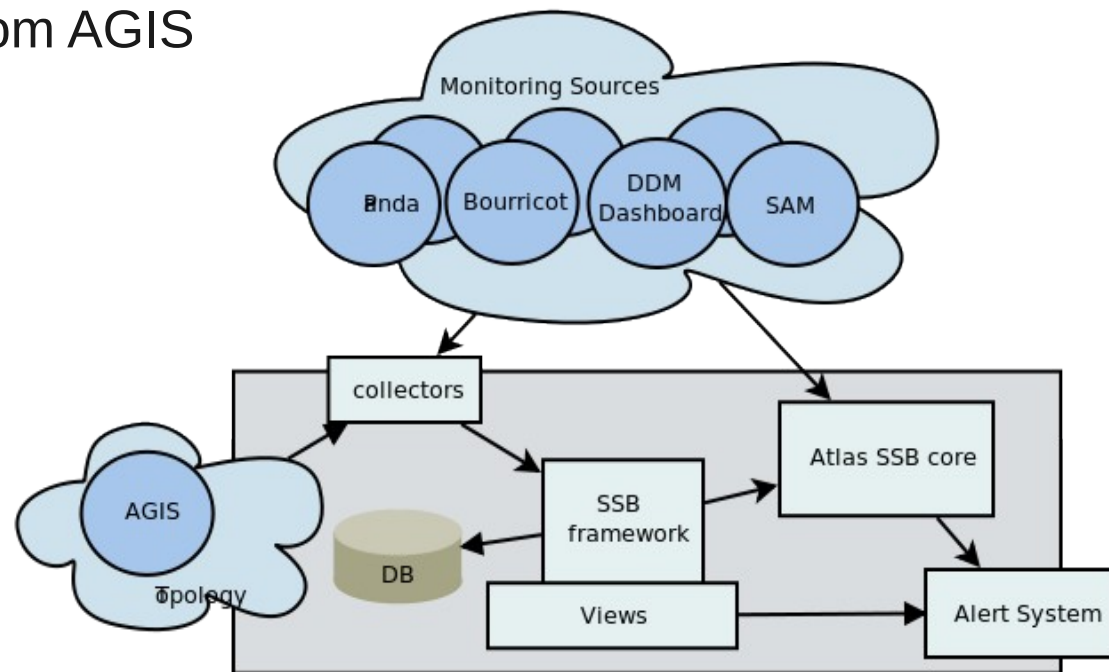 om AGIS
Monitoring Sources
Panda
Bourricot
DDM
Dashboard
SAM
collectors
Atlas SSB core
AGIS
SSB
framework
DB
Topology
Views
Alert System